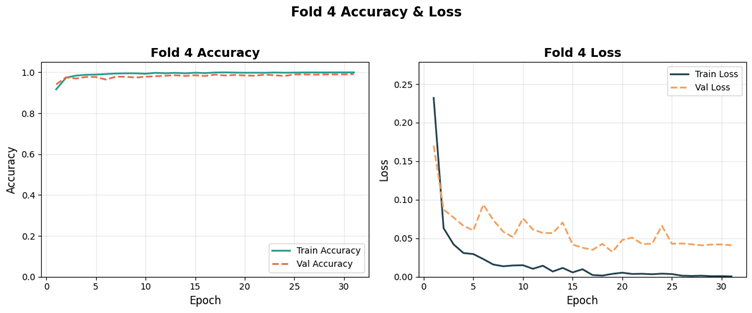 Fold 4 Accuracy & Loss
Fold 4 Accuracy
Accuracy
1.0
0.8
0.6
0.4
0.2
0.0
0
5
10
15
20
25
30
Epoch
Train Accuracy
Val Accuracy
Fold 4 Loss
Loss
0.25
0.20
0.15
0.10
0.05
0.00
0
5
10
15
20
25
30
Epoch
Train Loss
Val Loss